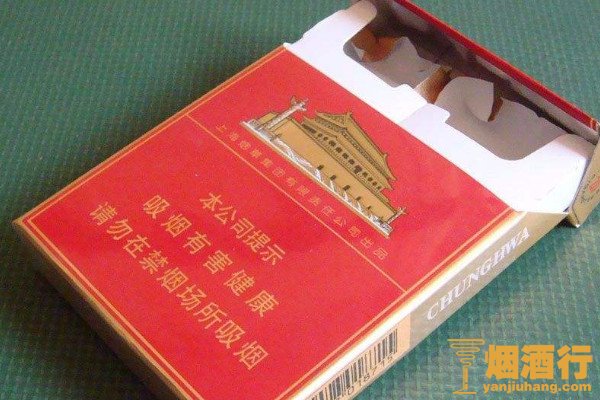 上海烟草集团有限责任公司出品
本公司提示
吸烟有害健康
请勿在禁烟场所吸烟
CHUNGHWA
烟酒行
yanjiuhang.com